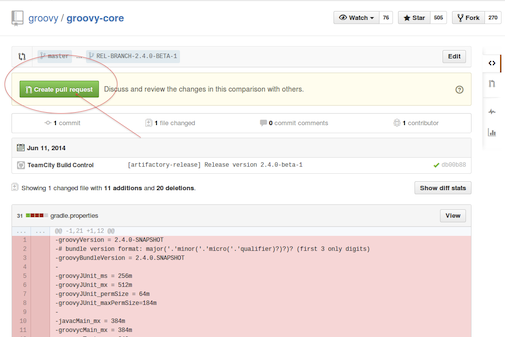 groovy / groovy-core
Watch 76 Star 505 Fork 270
master REL-BRANCH-2.4.0-BETA-1 Edit
Create pull request Discuss and review the changes in this comparison with others.
1 commit 1 file changed 0 commit comments 1 contributor
Jun 11, 2014
TeamCity Build Control [artifactory-release] Release version 2.4.0-beta-1
Showing 1 changed file with 11 additions and 20 deletions. Show diff stats
31 gradle.properties View
... ... @@ -1,21 +1,12 @@
1 -groovyVersion = 2.4.0-SNAPSHOT
2 -# bundle version format: major('.'minor('.'micro('.'qualifier)?)?)? (first 3 only digits)
3 -groovyBundleVersion = 2.4.0.SNAPSHOT
4 -
5 -groovyJUnit_ms = 256m
6 -groovyJUnit_mx = 512m
7 -groovyJUnit_permSize = 64m
8 -groovyJUnit_maxPermSize=184m
9 -
10 -javacMain_mx = 384m
11 -groovycMain_mx = 384m